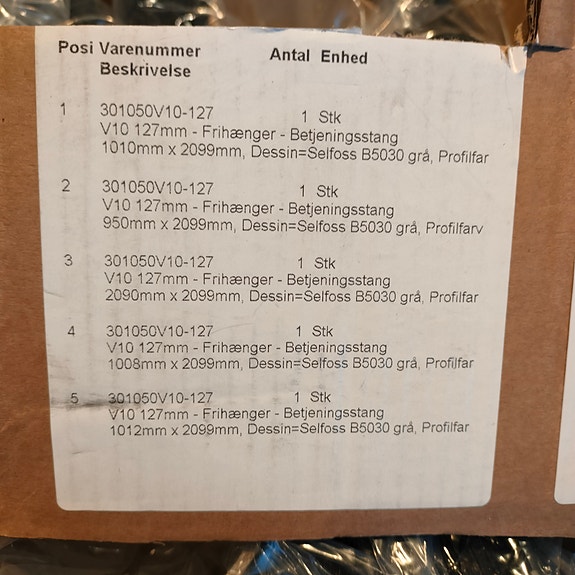 Posi Varenummer Antal Enhed
Beskrivelse
1 301050V10-127 1 Stk
V10 127mm - Frihænger - Betjeningsstang
1010mm x 2099mm, Dessin=Selfoss B5030 grå, Profilfar
2 301050V10-127 1 Stk
V10 127mm - Frihænger - Betjeningsstang
950mm x 2099mm, Dessin=Selfoss B5030 grå, Profilfarv
3 301050V10-127 1 Stk
V10 127mm - Frihænger - Betjeningsstang
2090mm x 2099mm, Dessin=Selfoss B5030 grå, Profilfar
4 301050V10-127 1 Stk
V10 127mm - Frihænger - Betjeningsstang
1008mm x 2099mm, Dessin=Selfoss B5030 grå, Profilfar
5 301050V10-127 1 Stk
V10 127mm - Frihænger - Betjeningsstang
1012mm x 2099mm, Dessin=Selfoss B5030 grå, Profilfar